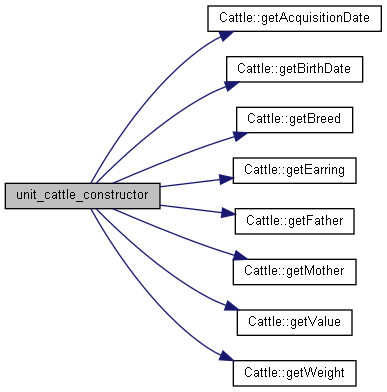 Cattle::getAcquisitionDate
Cattle::getBirthDate
Cattle::getBreed
Cattle::getEarring
unit_cattle_constructor
Cattle::getFather
Cattle::getMother
Cattle::getValue
Cattle::getWeight